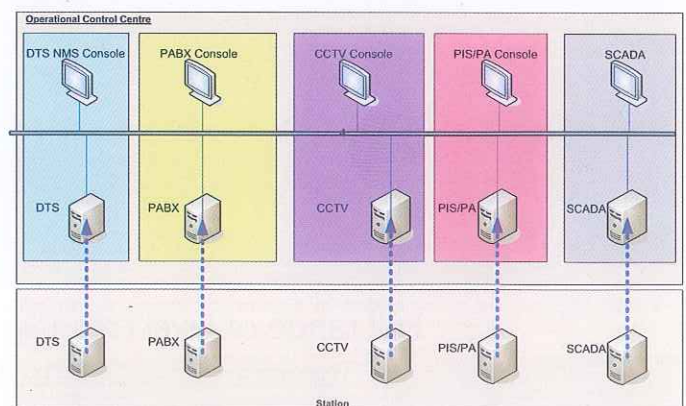 Operational Control Centre
DTS NMS Console
PABX Console
CCTV Console
PIS/PA Console
SCADA
DTS
PABX
CCTV
PIS/PA
SCADA
DTS
PABX
CCTV
PIS/PA
SCADA
Station